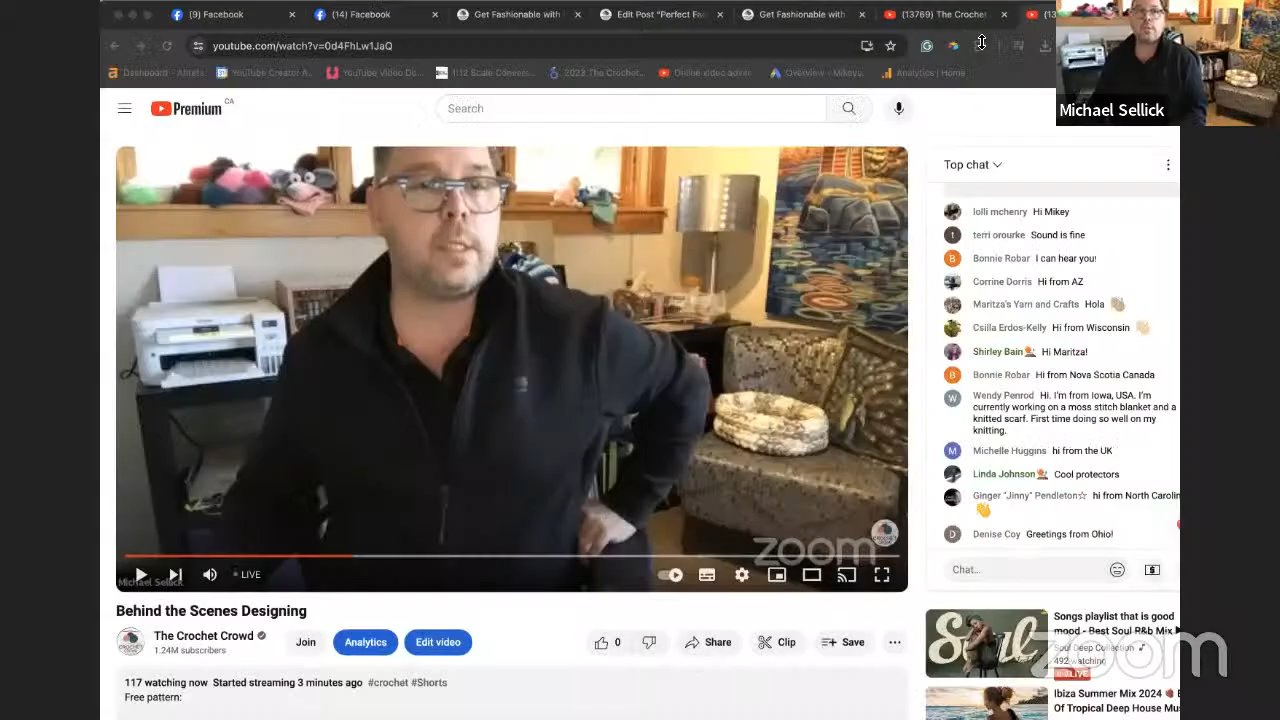 (9) Facebook
(14) Facebook
Get Fashionable with
Edit Post "Perfect Fa
Get Fashionable with
(13769) The Crochet
(13
youtube.com/watch?v=0d4FhLw1JaQ
Dashboard - Ahrefs
YouTube Creator A
YouTube Video Do
1:12 Scale Convers
2023 The Crochet
Online video advert
Overview - Mikeys
Analytics | Home
Michael Sellick
Premium CA
Search
Top chat
lolli mchenry Hi Mikey
terri orourke Sound is fine
Bonnie Robar I can hear you!
Corrine Dorris Hi from AZ
Maritza's Yarn and Crafts Hola
Csilla Erdos-Kelly Hi from Wisconsin
Shirley Bain Hi Maritza!
Bonnie Robar Hi from Nova Scotia Canada
Wendy Penrod Hi. I'm from Iowa, USA. I'm
currently working on a moss stitch blanket and a
knitted scarf. First time doing so well on my
knitting.
Michelle Huggins hi from the UK
Linda Johnson Cool protectors
Ginger "Jinny" Pendleton☆ hi from North Carolin
Denise Coy Greetings from Ohio!
Chat...
zoom
LIVE
Michael Sellick
Behind the Scenes Designing
The Crochet Crowd
1.24M subscribers
Join
Analytics
Edit video
0
Share
Clip
Save
117 watching now Started streaming 3 minutes ago #crochet #Shorts
Free pattern:
Soul
Songs playlist that is good
mood - Best Soul R&b Mix
Soul Deep Collection
492 watching
LIVE
Ibiza Summer Mix 2024
Of Tropical Deep House Mus
zoom